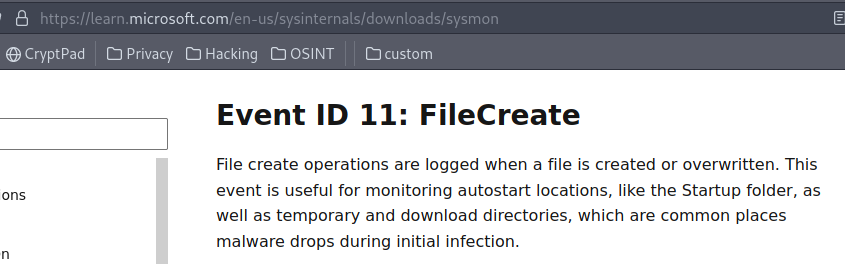 https://learn.microsoft.com/en-us/sysinternals/downloads/sysmon
CryptPad Privacy Hacking OSINT custom
Event ID 11: FileCreate
File create operations are logged when a file is created or overwritten. This
event is useful for monitoring autostart locations, like the Startup folder, as
well as temporary and download directories, which are common places
malware drops during initial infection.
ions
n